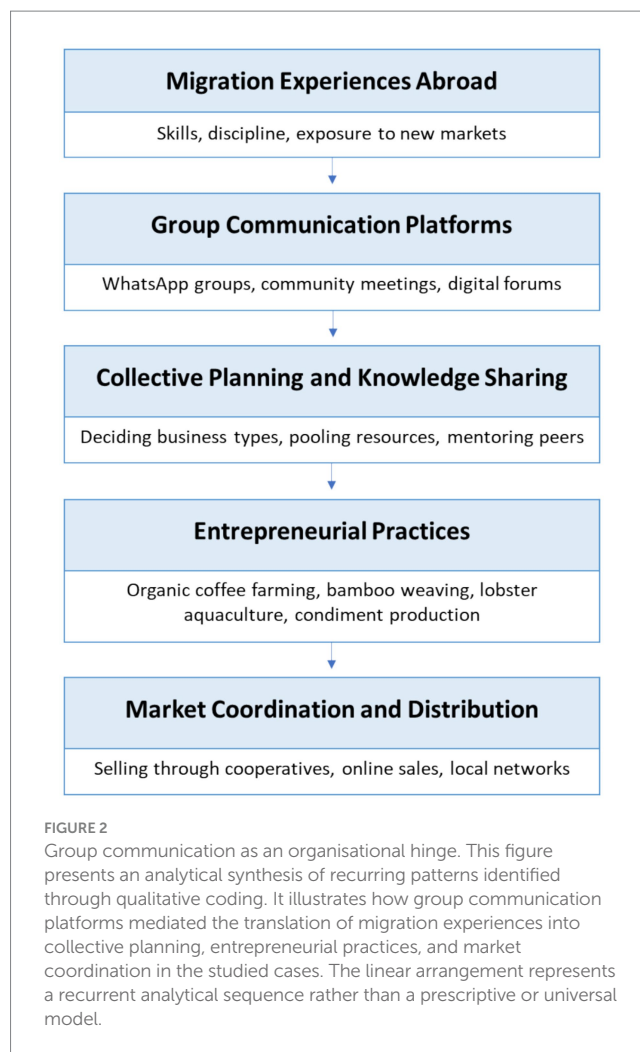 Migration Experiences Abroad
Skills, discipline, exposure to new markets
Group Communication Platforms
WhatsApp groups, community meetings, digital forums
Collective Planning and Knowledge Sharing
Deciding business types, pooling resources, mentoring peers
Entrepreneurial Practices
Organic coffee farming, bamboo weaving, lobster
aquaculture, condiment production
Market Coordination and Distribution
Selling through cooperatives, online sales, local networks
FIGURE 2
Group communication as an organisational hinge. This figure
presents an analytical synthesis of recurring patterns identified
through qualitative coding. It illustrates how group communication
platforms mediated the translation of migration experiences into
collective planning, entrepreneurial practices, and market
coordination in the studied cases. The linear arrangement represents
a recurrent analytical sequence rather than a prescriptive or universal
model.